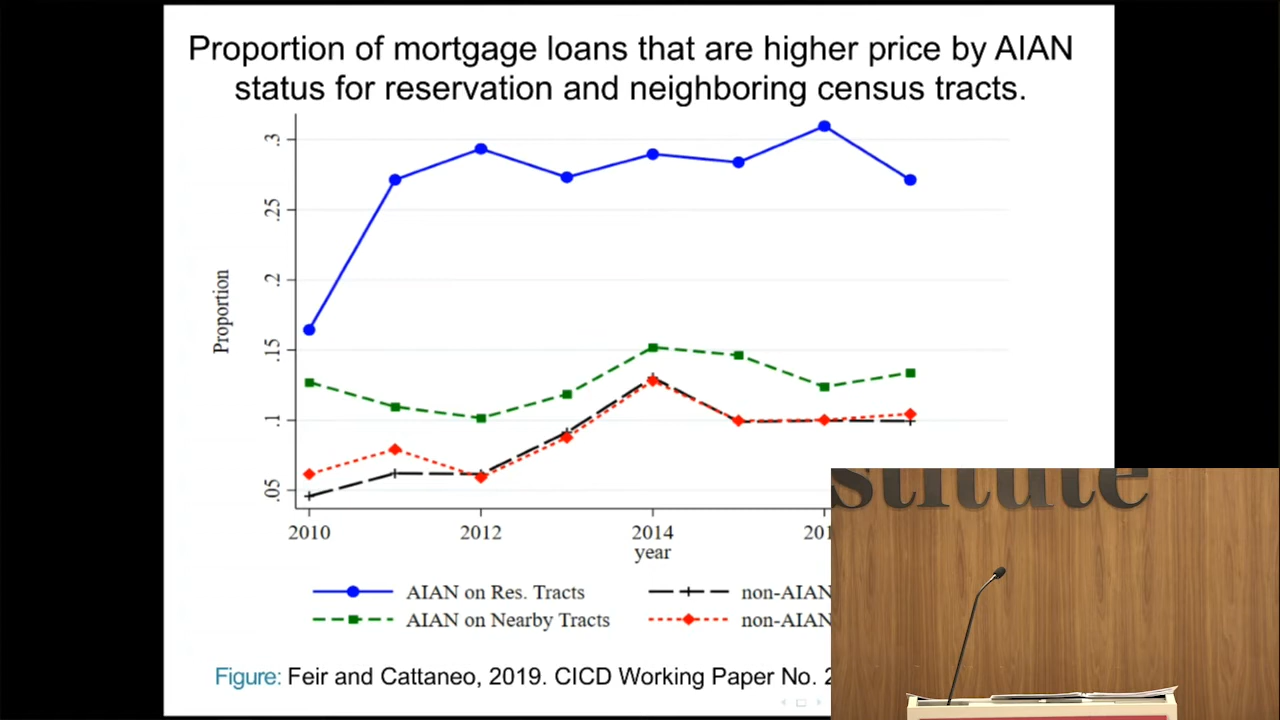 Proportion of mortgage loans that are higher price by AIAN
status for reservation and neighboring census tracts.
.3
.25
.2
.15
.1
.05
Proportion
2010
2012
2014
year
AIAN on Res. Tracts
non-AIAN
AIAN on Nearby Tracts
non-AIAN
Figure: Feir and Cattaneo, 2019. CICD Working Paper No.
stitute